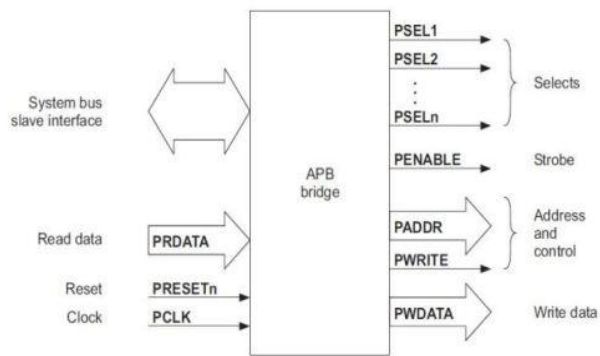 System bus
slave interface
Read data
PRDATA
Reset
PRESETn
Clock
PCLK
APB
bridge
PSEL1
PSEL2
PSELn
Selects
PENABLE
Strobe
PADDR
PWRITE
Address
and
control
PWDATA
Write data